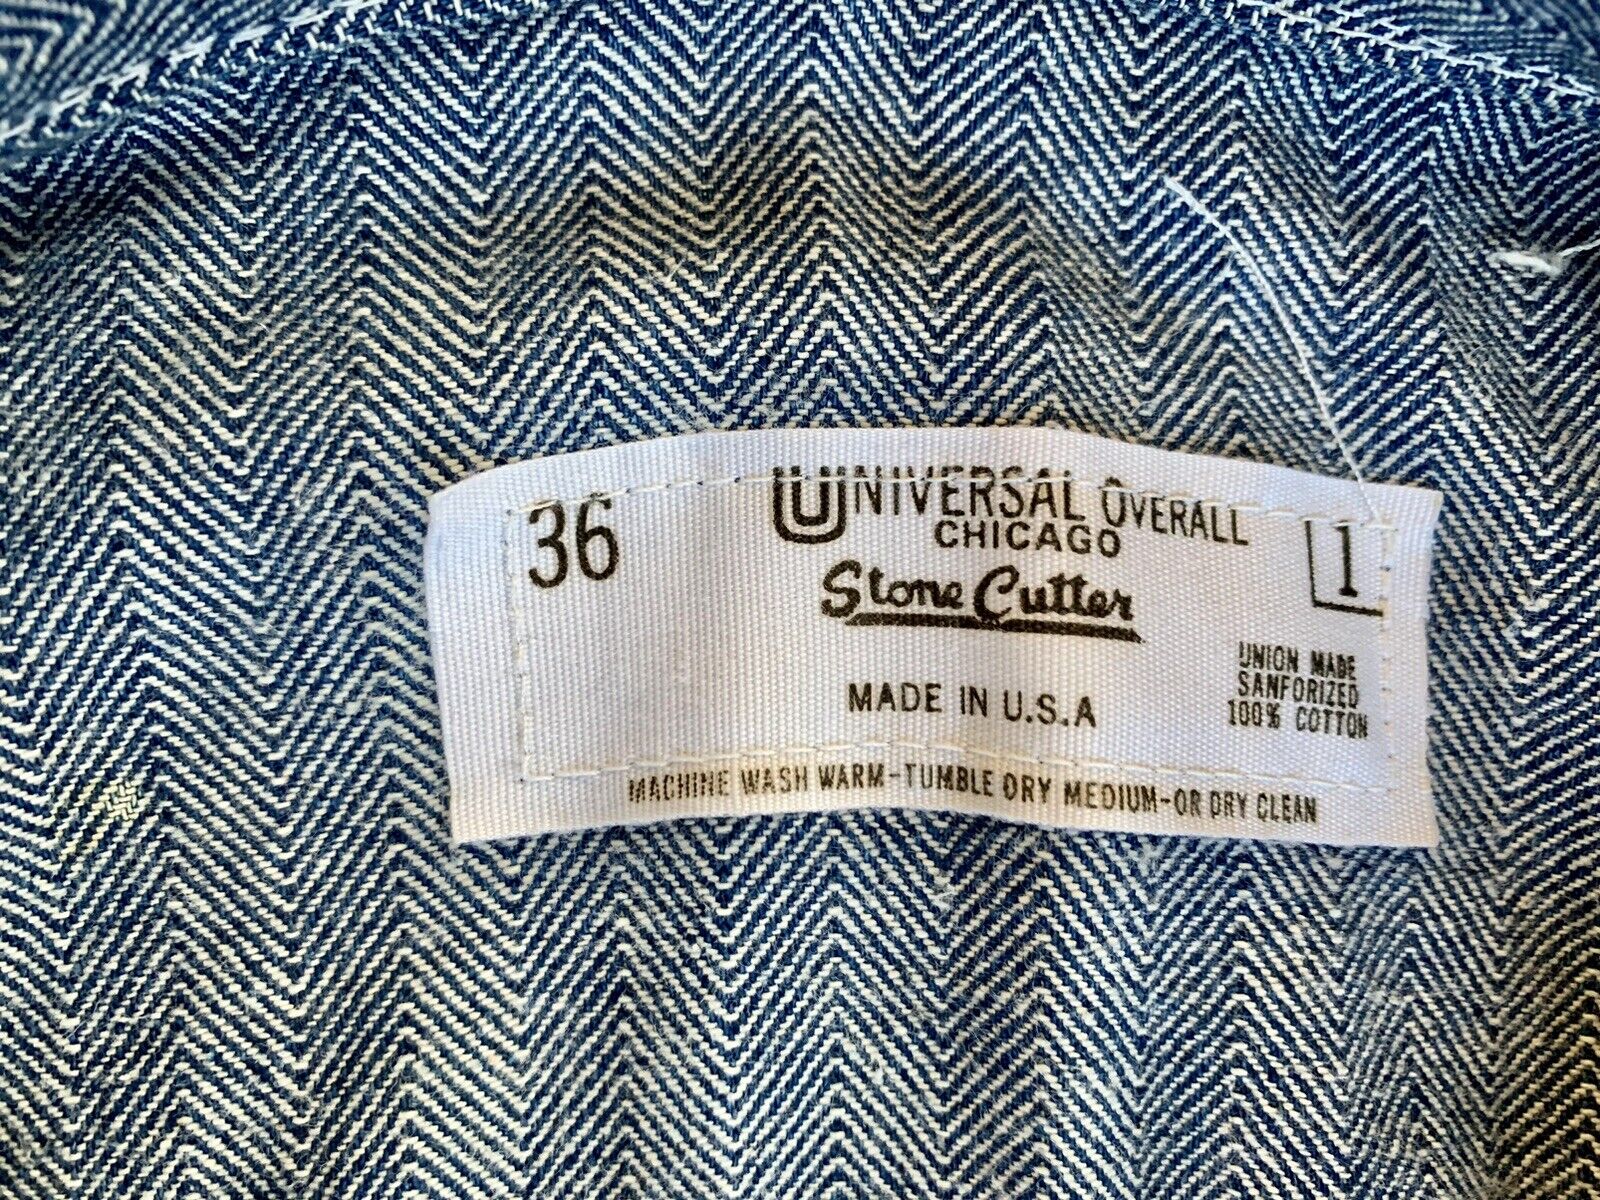 36
UNIVERSAL OVERALL
CHICAGO
Stone Cutter
MADE IN U.S.A
1
UNION MADE
SANFORIZED
100% COTTON
MACHINE WASH WARM-TUMBLE DRY MEDIUM-OR DRY CLEAN